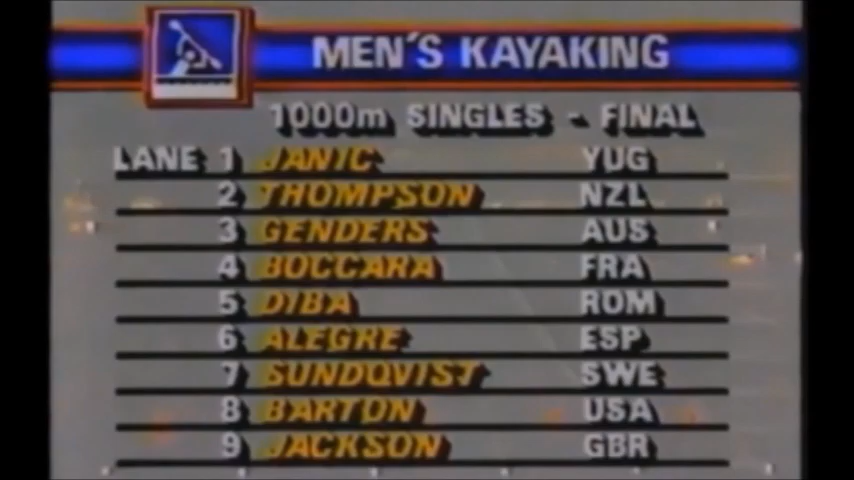 MEN'S KAYAKING
1000m SINGLES - FINAL
LANE 1 JANIC YUG
2 THOMPSON NZL
3 GENDERS AUS
4 BOCCARA FRA
5 DIBA ROM
6 ALEGRE ESP
7 SUNDQVIST SWE
8 BARTON USA
9 JACKSON GBR